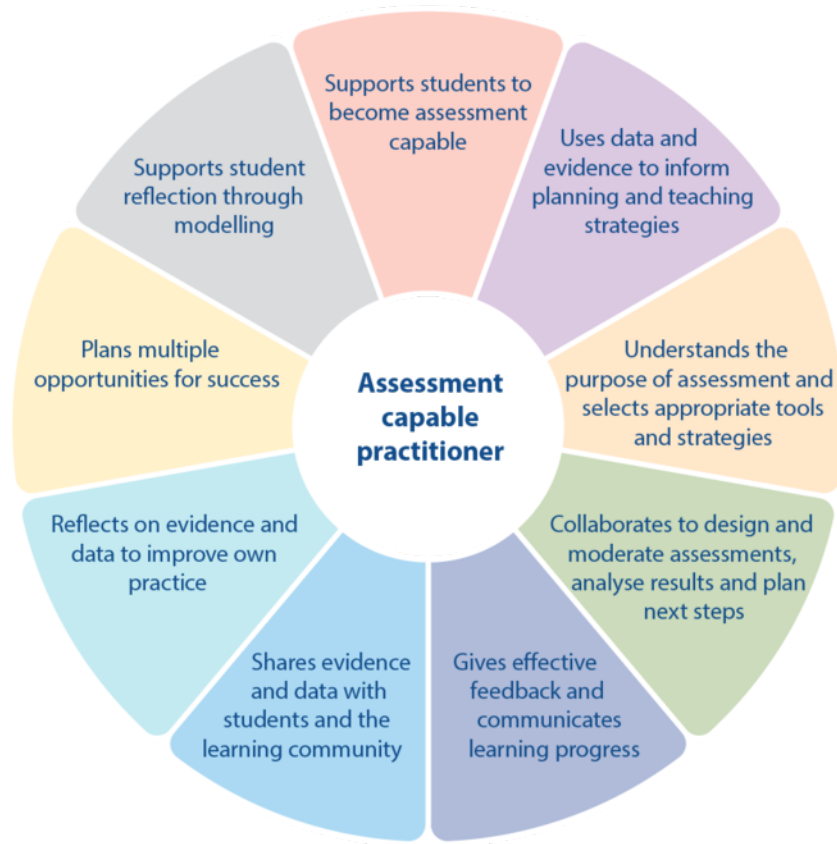 Supports students to
become assessment
capable
Uses data and
evidence to inform
planning and teaching
strategies
Understands the
purpose of assessment and
selects appropriate tools
and strategies
Collaborates to design and
moderate assessments,
analyse results and plan
next steps
Gives effective
feedback and
communicates
learning progress
Shares evidence
and data with
students and the
learning community
Reflects on evidence and
data to improve own
practice
Plans multiple
opportunities for success
Supports student
reflection through
modelling
Assessment
capable
practitioner